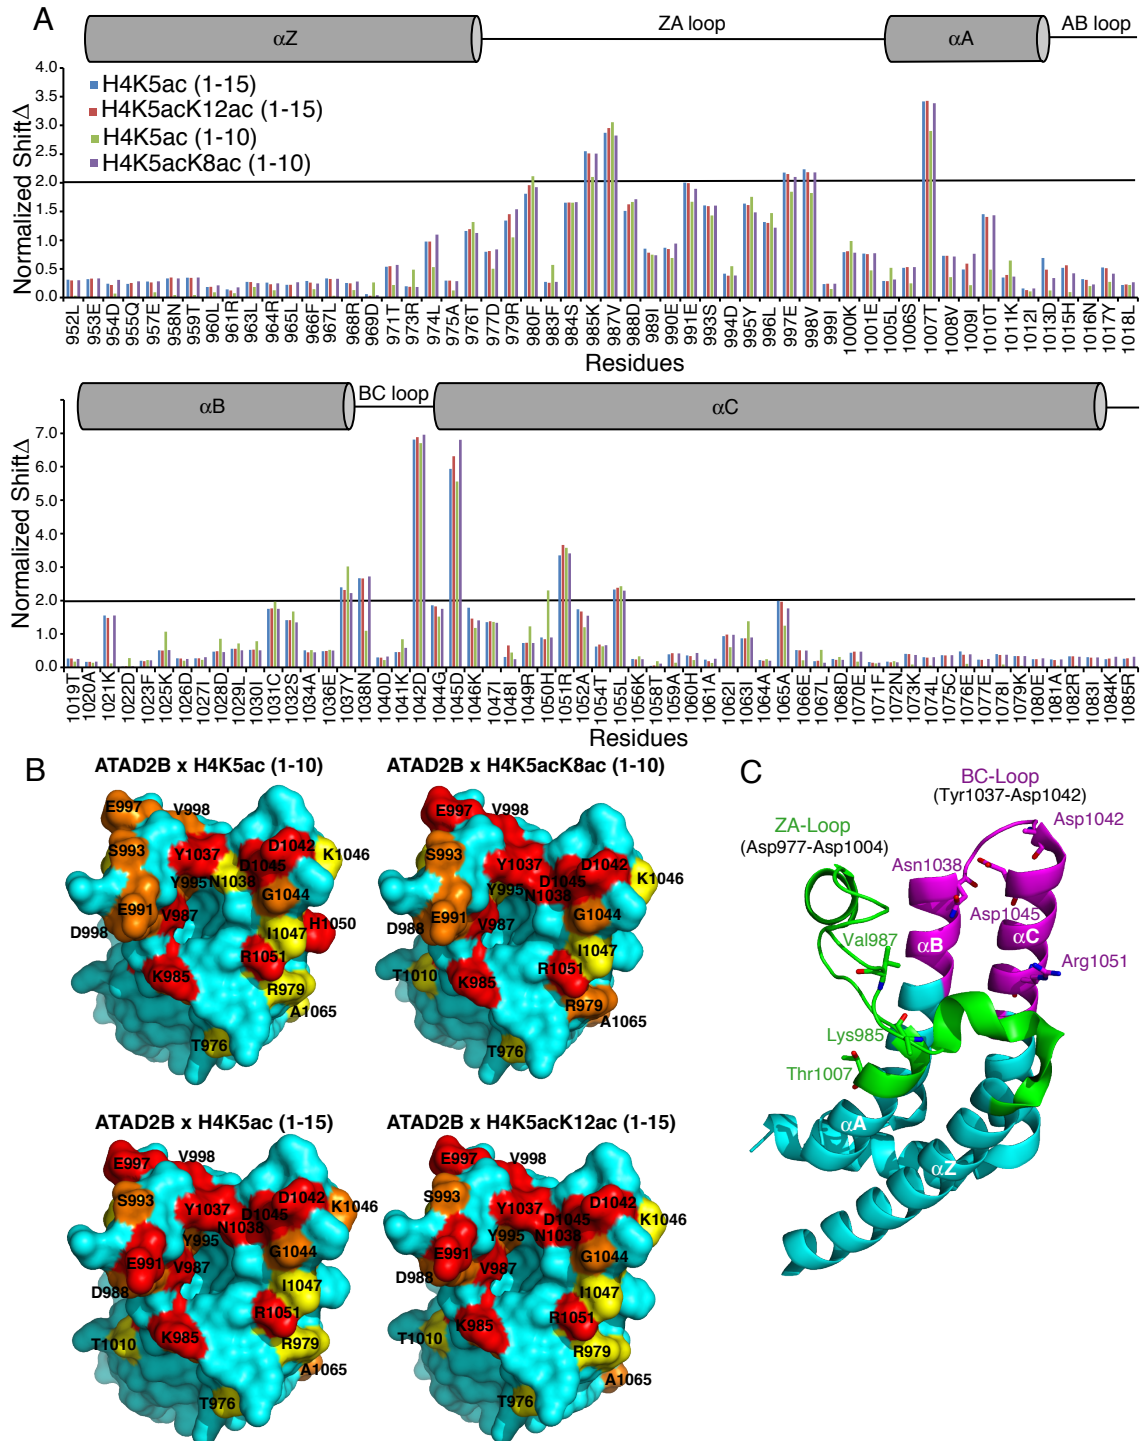 A
αZ
ZA loop
αA
AB loop
4.0
3.5
3.0
2.5
2.0
1.5
1.0
0.5
0.0
Normalized ShiftΔ
H4K5ac (1-15)
H4K5acK12ac (1-15)
H4K5ac (1-10)
H4K5acK8ac (1-10)
952L 953E 954D 955Q 957E 958N 959T 960L 961R 963L 964R 965L 966F 967L 968R 969D 971T 973R 974L 975A 976T 977D 979R 980F 983F 984S 985K 987V 988D 989I 990E 991E 993S 994D 995Y 996L 997E 998V 999I 1000K 1001E 1005L 1006S 1007T 1008V 1009I 1010T 1011K 1012I 1013D 1015H 1016N 1017Y 1018L
Residues
αB
BC loop
αC
7.0
6.0
5.0
4.0
3.0
2.0
1.0
0.0
Normalized ShiftΔ
1019T 1020A 1021K 1022D 1023F 1025K 1026D 1027I 1028D 1029L 1030I 1031C 1032S 1034A 1036E 1037Y 1038N 1040D 1041K 1042D 1044G 1045D 1046K 1047I 1048I 1049R 1050H 1051R 1052A 1054T 1055L 1056K 1058T 1059A 1060H 1061A 1062I 1063I 1064A 1065A 1066E 1067L 1068D 1070E 1071F 1072N 1073K 1074L 1075C 1076E 1077E 1078I 1079K 1080E 1081A 1082R 1083I 1084K 1085R
Residues
B
ATAD2B x H4K5ac (1-10)
E997
V998
S993
Y1037
D1042
D1045
K1046
Y995
N1038
E991
V987
G1044
D998
H1050
I1047
R1051
K985
R979
A1065
T976
ATAD2B x H4K5acK8ac (1-10)
E997
V998
S993
Y1037
D1042
D1045
K1046
Y995
N1038
E991
V987
G1044
D988
I1047
T1010
R1051
K985
R979
A1065
T976
ATAD2B x H4K5ac (1-15)
E997
V998
S993
Y1037
D1042
D1045
K1046
N1038
Y995
E991
V987
G1044
D988
I1047
R1051
T1010
K985
R979
A1065
T976
ATAD2B x H4K5acK12ac (1-15)
E997
V998
S993
Y1037
D1042
D1045
K1046
Y995
N1038
E991
V987
G1044
D988
I1047
R1051
T1010
K985
R979
A1065
T976
C
BC-Loop
(Tyr1037-Asp1042)
Asp1042
ZA-Loop
(Asp977-Asp1004)
Asn1038
Asp1045
Val987
αB
αC
Arg1051
Lys985
Thr1007
αA
αZ